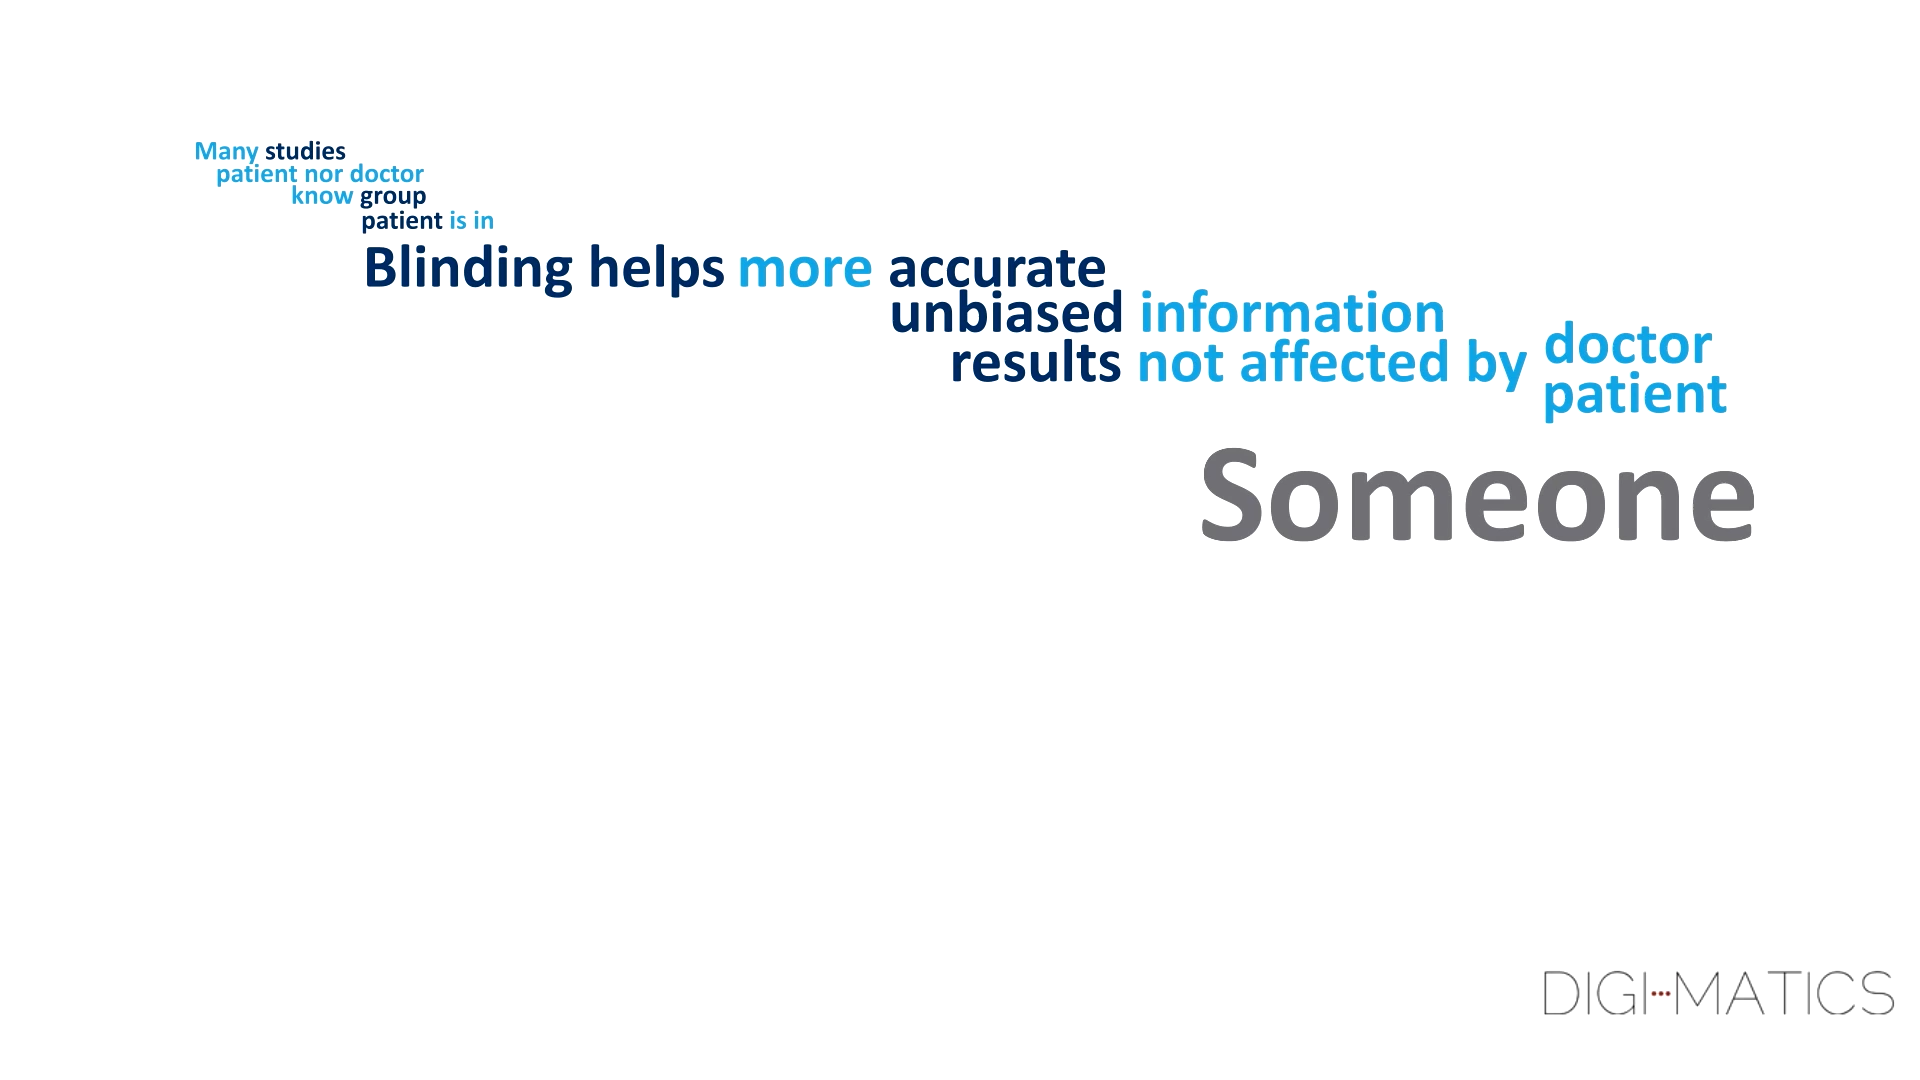 Many studies
patient nor doctor
know group
patient is in
Blinding helps more accurate
unbiased information
results not affected by doctor
patient
Someone
DIGI···MATICS